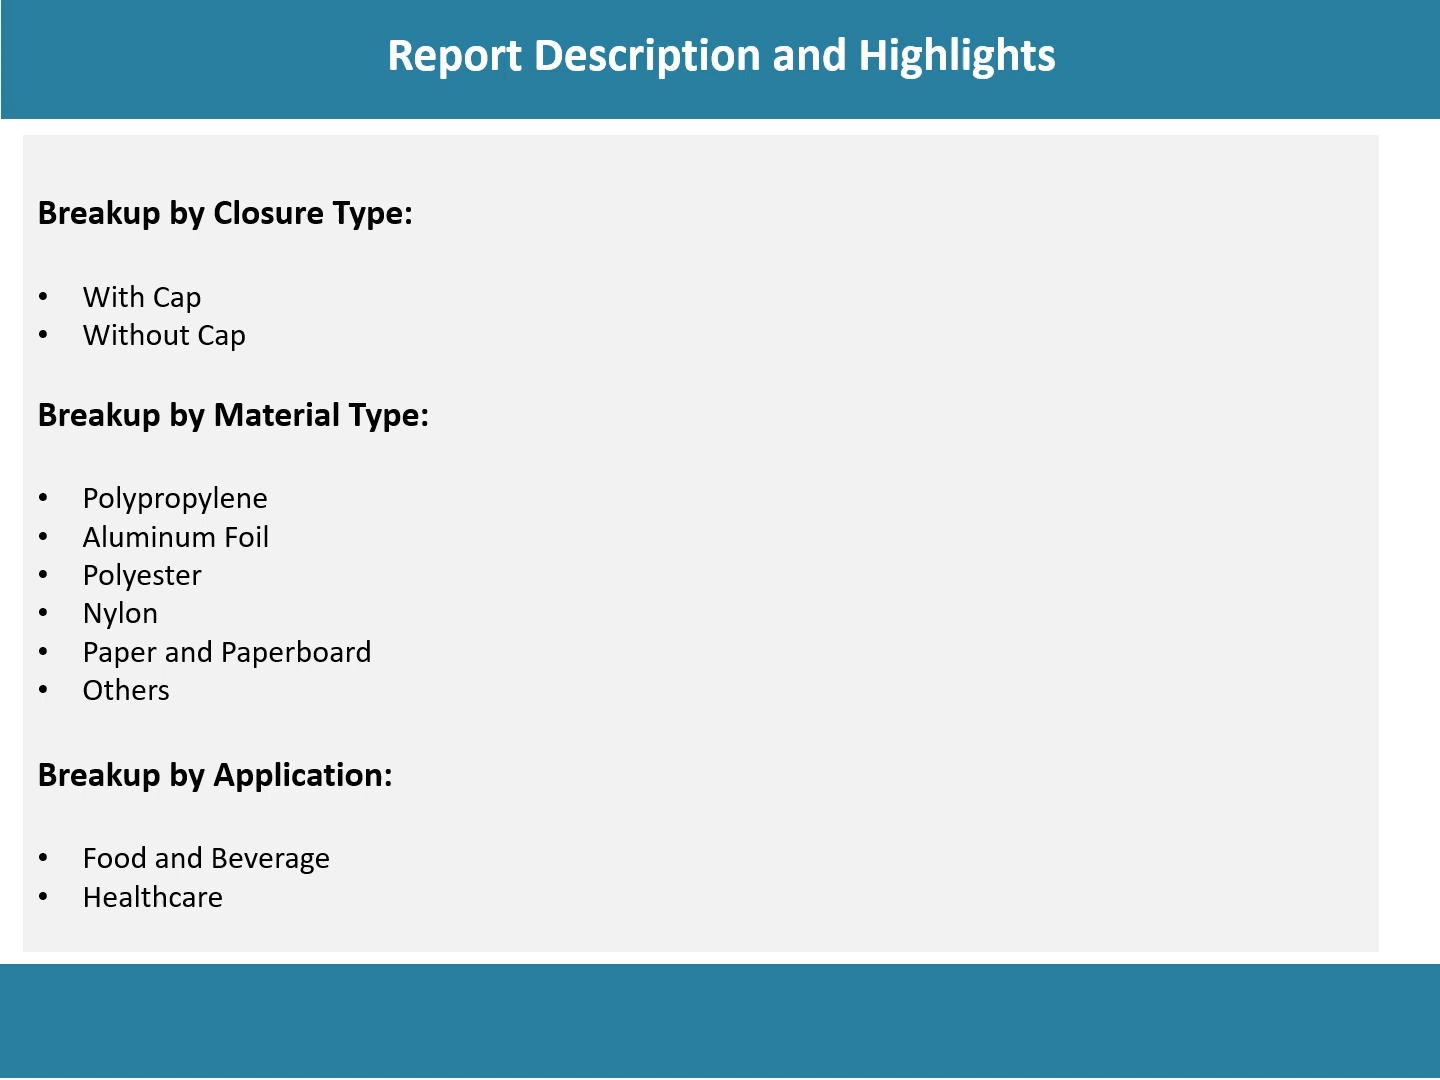 Report Description and Highlights
Breakup by Closure Type:
• With Cap
• Without Cap
Breakup by Material Type:
• Polypropylene
• Aluminum Foil
• Polyester
• Nylon
• Paper and Paperboard
• Others
Breakup by Application:
• Food and Beverage
• Healthcare